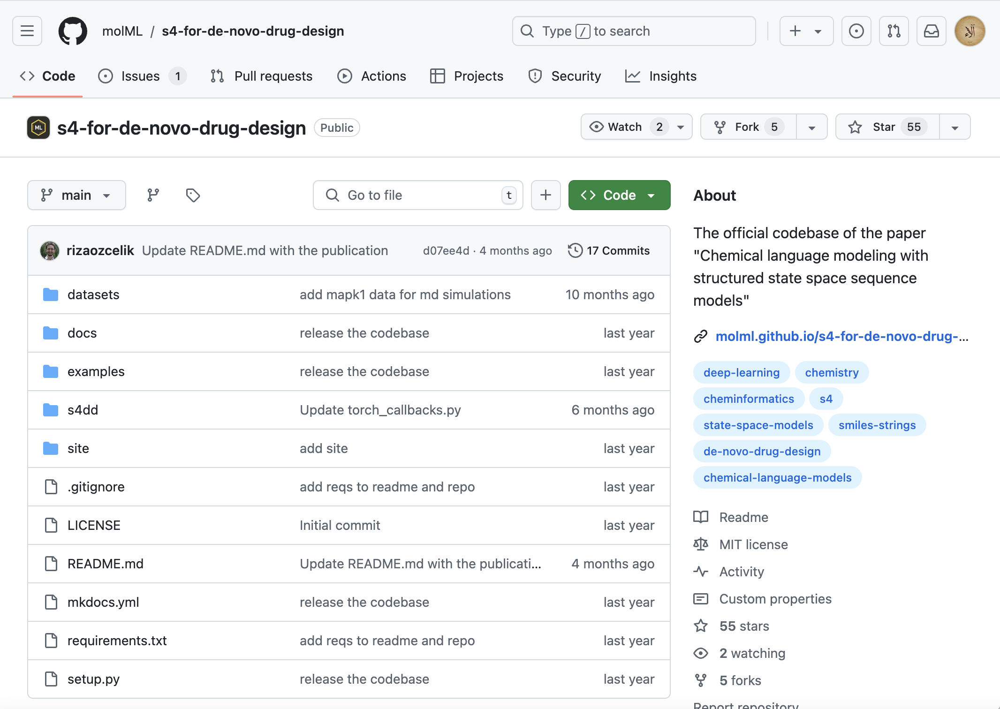 molML / s4-for-de-novo-drug-design
Type / to search
Code
Issues 1
Pull requests
Actions
Projects
Security
Insights
ML
s4-for-de-novo-drug-design Public
Watch 2
Fork 5
Star 55
main
Go to file t
Code
rizaozcelik Update README.md with the publication d07ee4d · 4 months ago 17 Commits
datasets add mapk1 data for md simulations 10 months ago
docs release the codebase last year
examples release the codebase last year
s4dd Update torch_callbacks.py 6 months ago
site add site last year
.gitignore add reqs to readme and repo last year
LICENSE Initial commit last year
README.md Update README.md with the publicati... 4 months ago
mkdocs.yml release the codebase last year
requirements.txt add reqs to readme and repo last year
setup.py release the codebase last year
About
The official codebase of the paper
"Chemical language modeling with
structured state space sequence
models"
molml.github.io/s4-for-de-novo-drug-...
deep-learning chemistry
cheminformatics s4
state-space-models smiles-strings
de-novo-drug-design
chemical-language-models
Readme
MIT license
Activity
Custom properties
55 stars
2 watching
5 forks
Report repository